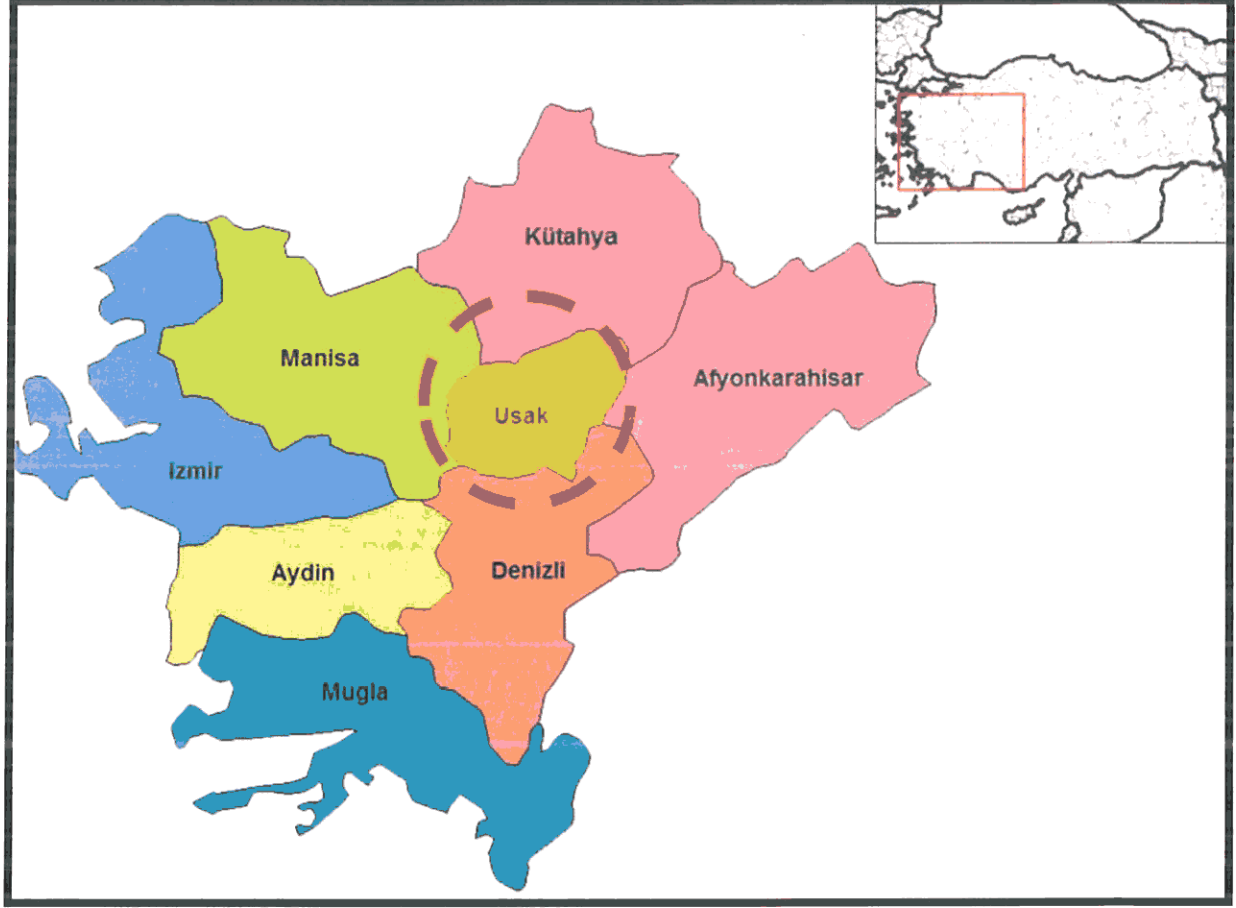 Kütahya
Manisa
Afyonkarahisar
Usak
Izmir
Aydin
Denizli
Mugla